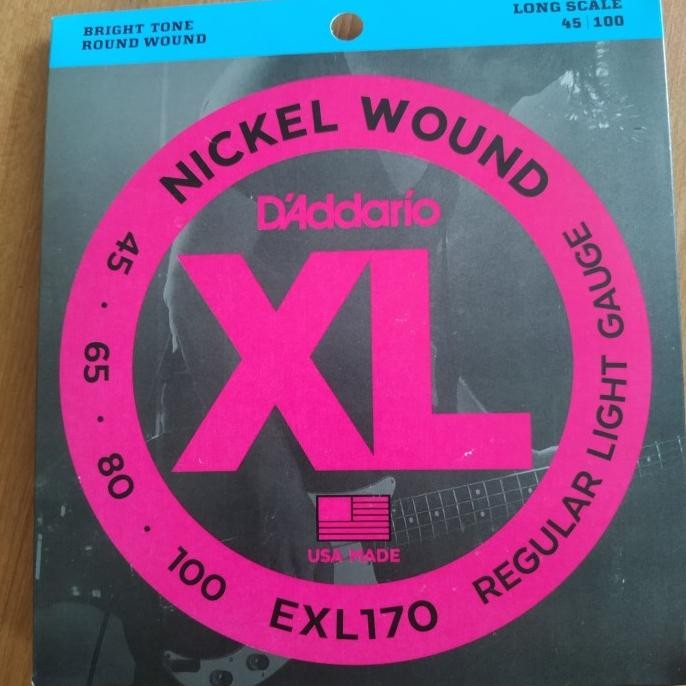 BRIGHT TONE
ROUND WOUND
LONG SCALE
45 | 100
NICKEL WOUND
D'Addario
XL
45 • 65 • 80 • 100
EXL170
REGULAR LIGHT GAUGE
USA MADE